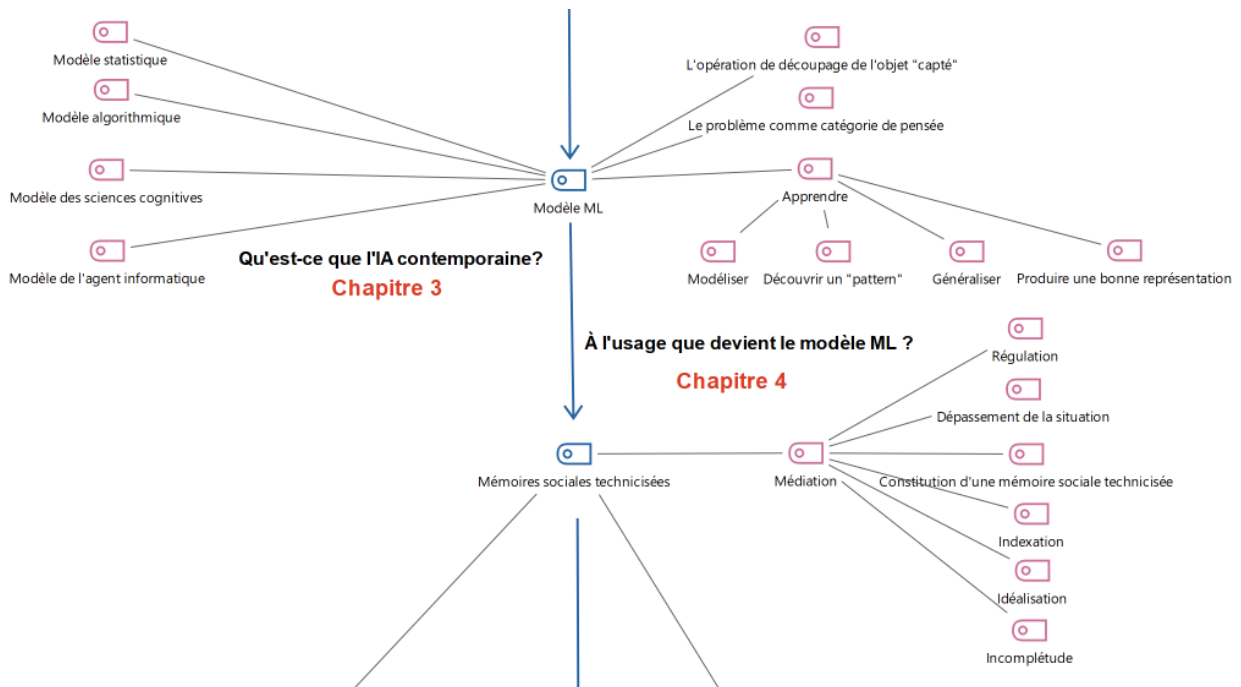 Modèle statistique
L'opération de découpage de l'objet "capté"
Modèle algorithmique
Le problème comme catégorie de pensée
Modèle des sciences cognitives
Modèle ML
Apprendre
Modèle de l'agent informatique
Qu'est-ce que l'IA contemporaine?
Chapitre 3
Modéliser
Découvrir un "pattern"
Généraliser
Produire une bonne représentation
À l'usage que devient le modèle ML ?
Chapitre 4
Régulation
Dépassement de la situation
Mémoires sociales technicisées
Médiation
Constitution d'une mémoire sociale technicisée
Indexation
Idéalisation
Incomplétude